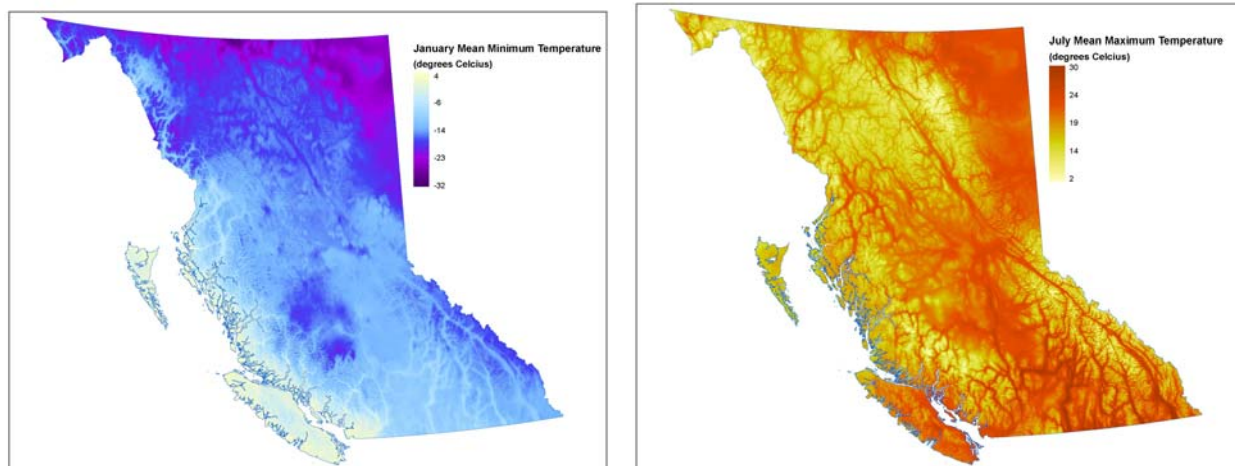 January Mean Minimum Temperature
(degrees Celcius)
4
-6
-14
-23
-32
July Mean Maximum Temperature
(degrees Celcius)
30
24
19
14
2